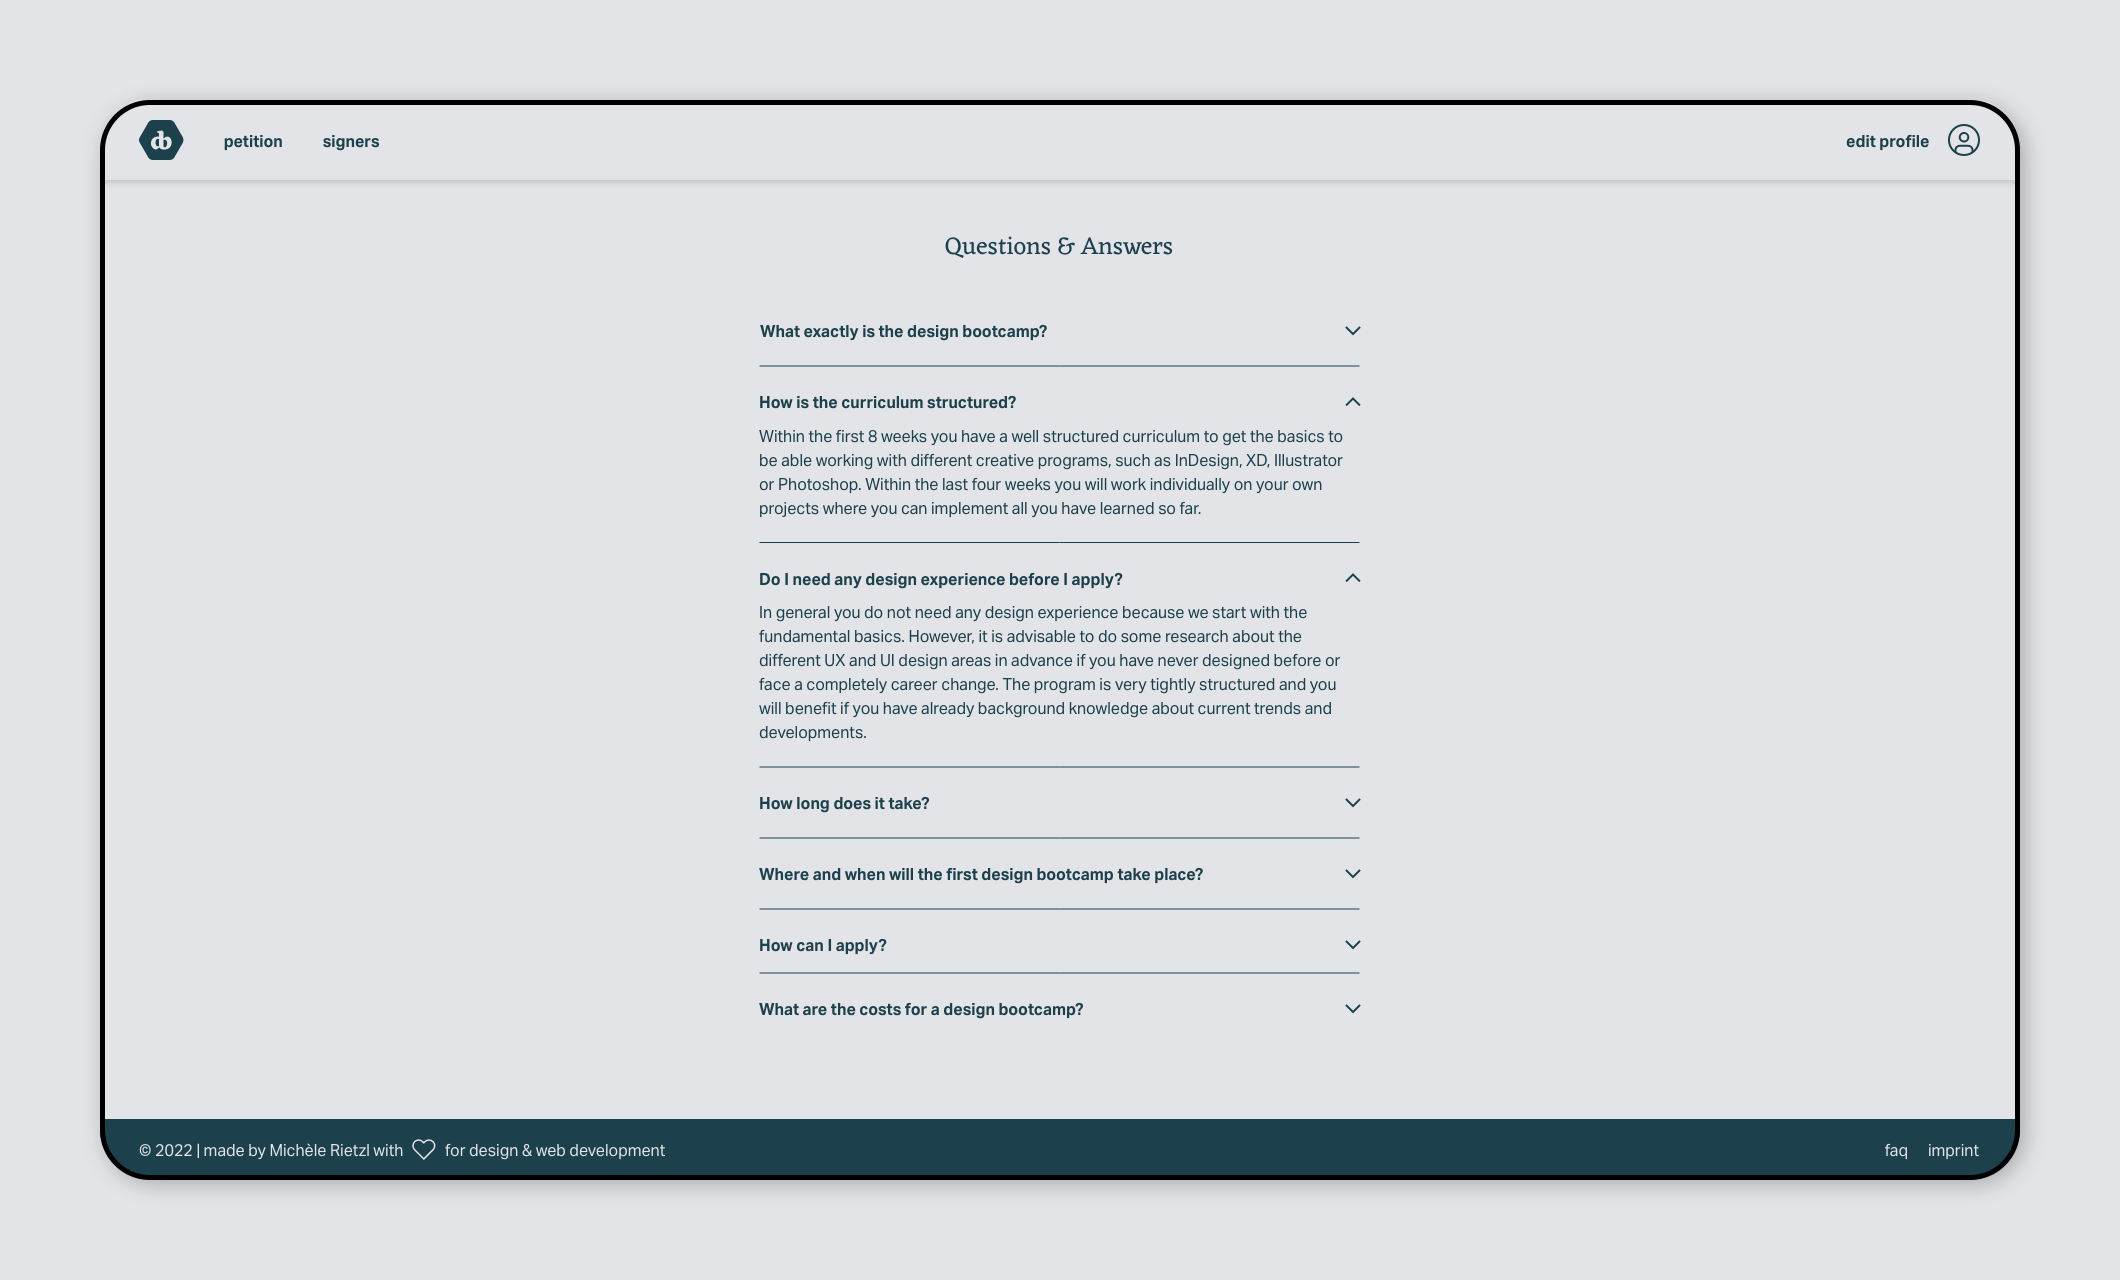 db
petition
signers
edit profile
Questions & Answers
What exactly is the design bootcamp?
How is the curriculum structured?
Within the first 8 weeks you have a well structured curriculum to get the basics to
be able working with different creative programs, such as InDesign, XD, Illustrator
or Photoshop. Within the last four weeks you will work individually on your own
projects where you can implement all you have learned so far.
Do I need any design experience before I apply?
In general you do not need any design experience because we start with the
fundamental basics. However, it is advisable to do some research about the
different UX and UI design areas in advance if you have never designed before or
face a completely career change. The program is very tightly structured and you
will benefit if you have already background knowledge about current trends and
developments.
How long does it take?
Where and when will the first design bootcamp take place?
How can I apply?
What are the costs for a design bootcamp?
© 2022 | made by Michèle Rietzl with
for design & web development
faq
imprint